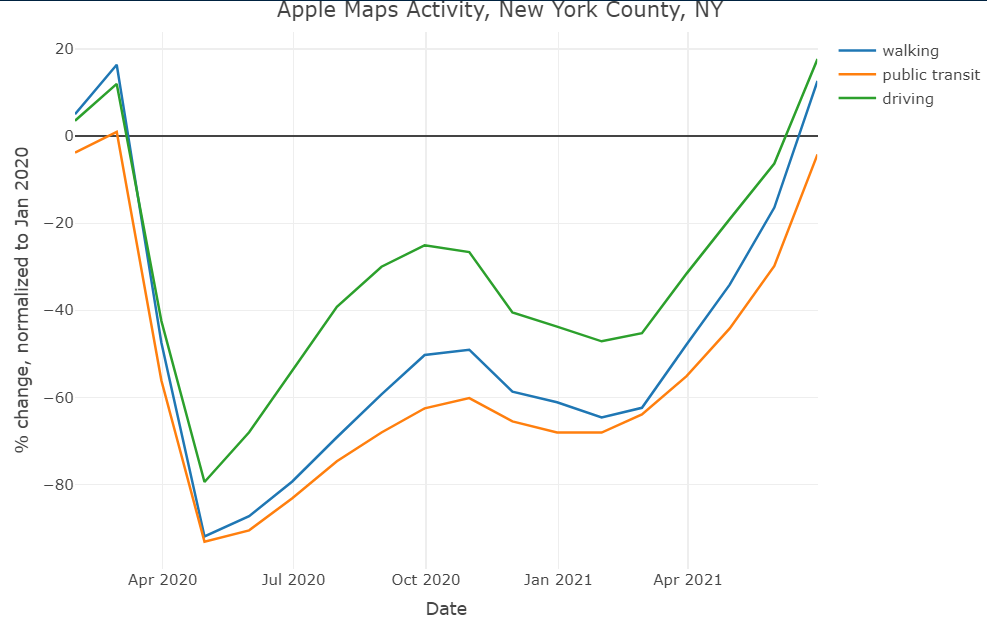 Apple Maps Activity, New York County, NY
walking
public transit
driving
% change, normalized to Jan 2020
20
0
−20
−40
−60
−80
Apr 2020
Jul 2020
Oct 2020
Jan 2021
Apr 2021
Date